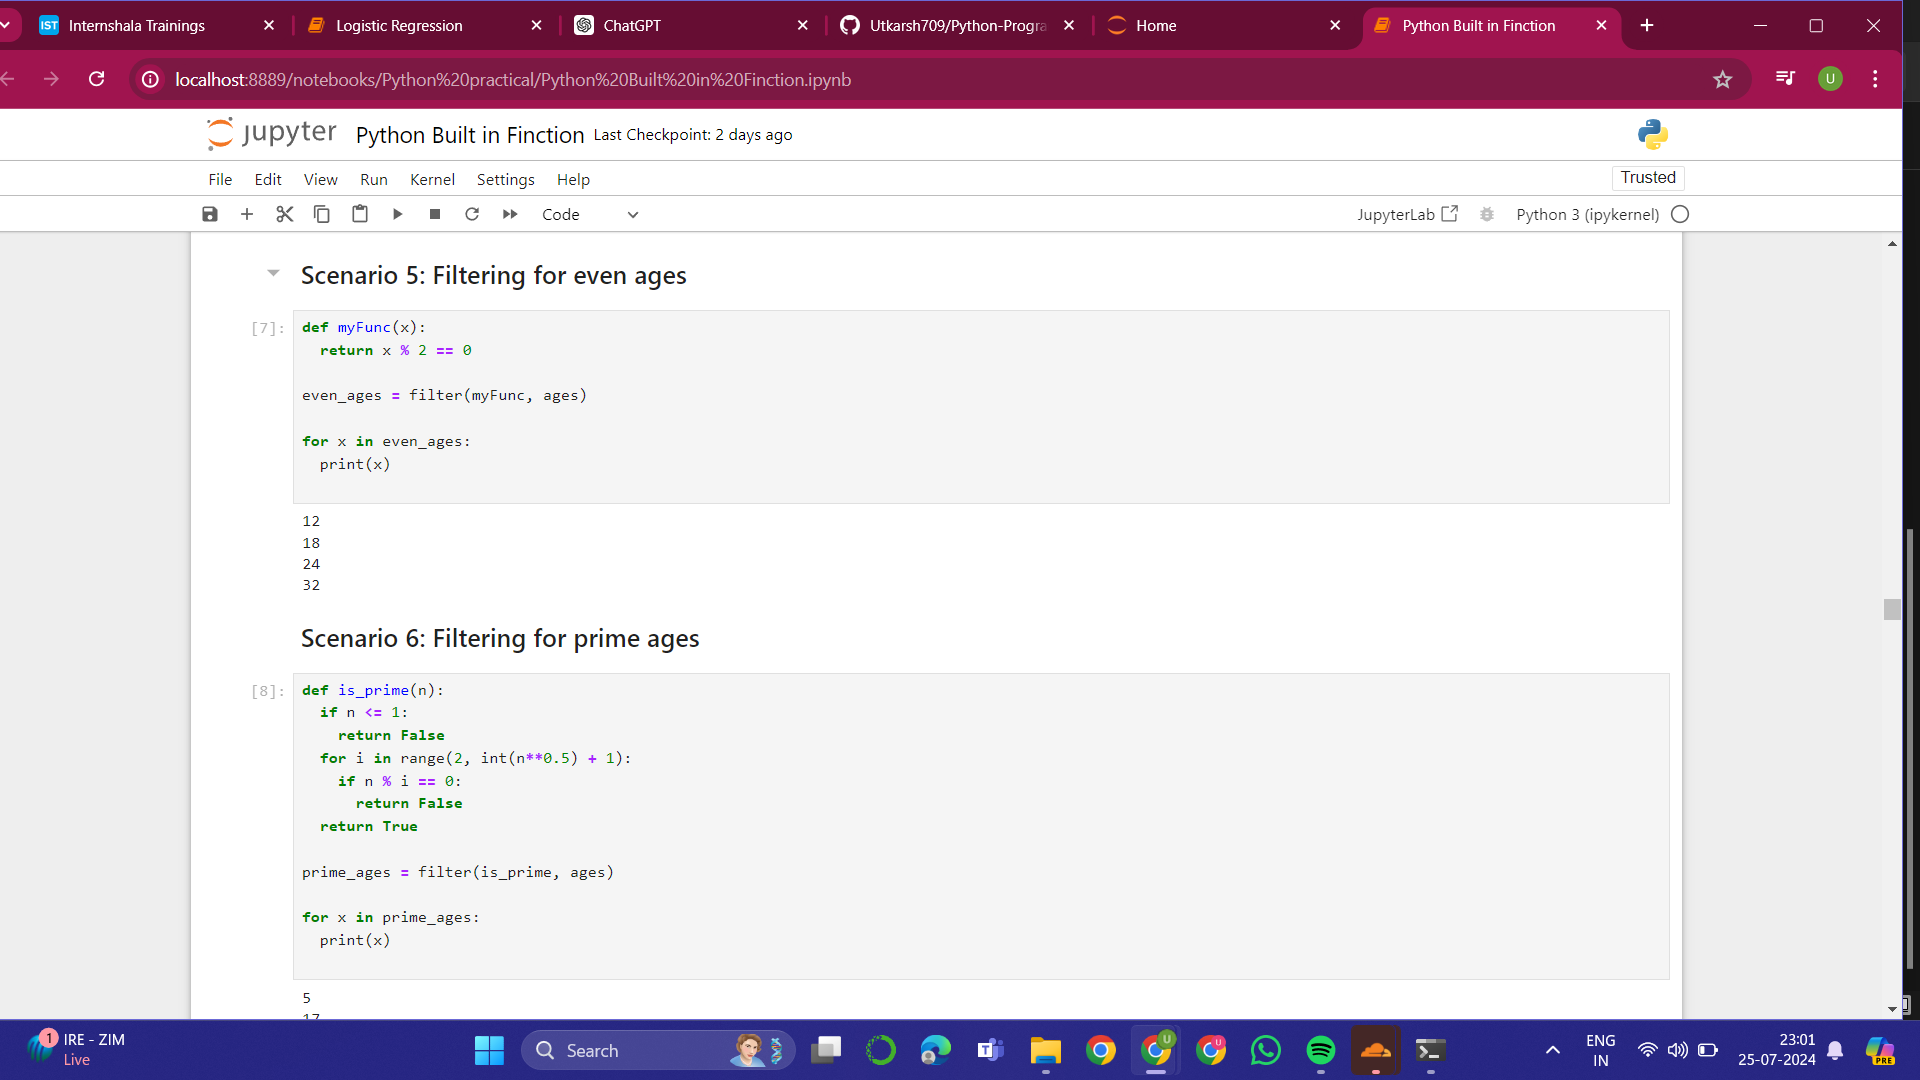 IST Internshala Trainings
Logistic Regression
ChatGPT
Utkarsh709/Python-Progra
Home
Python Built in Finction
localhost:8889/notebooks/Python%20practical/Python%20Built%20in%20Finction.ipynb
U
jupyter Python Built in Finction Last Checkpoint: 2 days ago
File Edit View Run Kernel Settings Help
Trusted
Code
JupyterLab
Python 3 (ipykernel)
Scenario 5: Filtering for even ages
[7]:
def myFunc(x):
  return x % 2 == 0

even_ages = filter(myFunc, ages)

for x in even_ages:
  print(x)
12
18
24
32
Scenario 6: Filtering for prime ages
[8]:
def is_prime(n):
  if n <= 1:
    return False
  for i in range(2, int(n**0.5) + 1):
    if n % i == 0:
      return False
  return True

prime_ages = filter(is_prime, ages)

for x in prime_ages:
  print(x)
5
17
1
IRE - ZIM
Live
Search
T
U
U
ENG
IN
23:01
25-07-2024
PRE